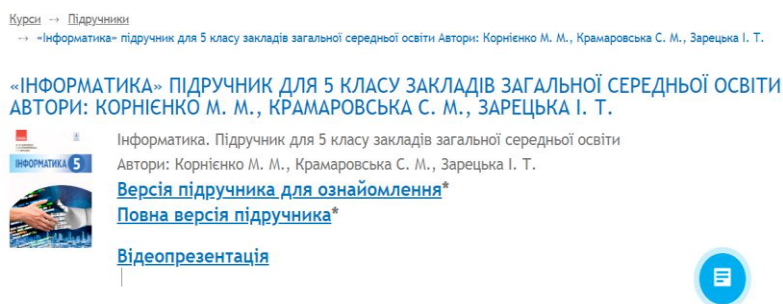 Курси → Підручники
→ «Інформатика» підручник для 5 класу закладів загальної середньої освіти Автори: Корнієнко М. М., Крамаровська С. М., Зарецька І. Т.
«ІНФОРМАТИКА» ПІДРУЧНИК ДЛЯ 5 КЛАСУ ЗАКЛАДІВ ЗАГАЛЬНОЇ СЕРЕДНЬОЇ ОСВІТИ
АВТОРИ: КОРНІЄНКО М. М., КРАМАРОВСЬКА С. М., ЗАРЕЦЬКА І. Т.
ІНФОРМАТИКА 5
Інформатика. Підручник для 5 класу закладів загальної середньої освіти
Автори: Корнієнко М. М., Крамаровська С. М., Зарецька І. Т.
Версія підручника для ознайомлення*
Повна версія підручника*
Відеопрезентація